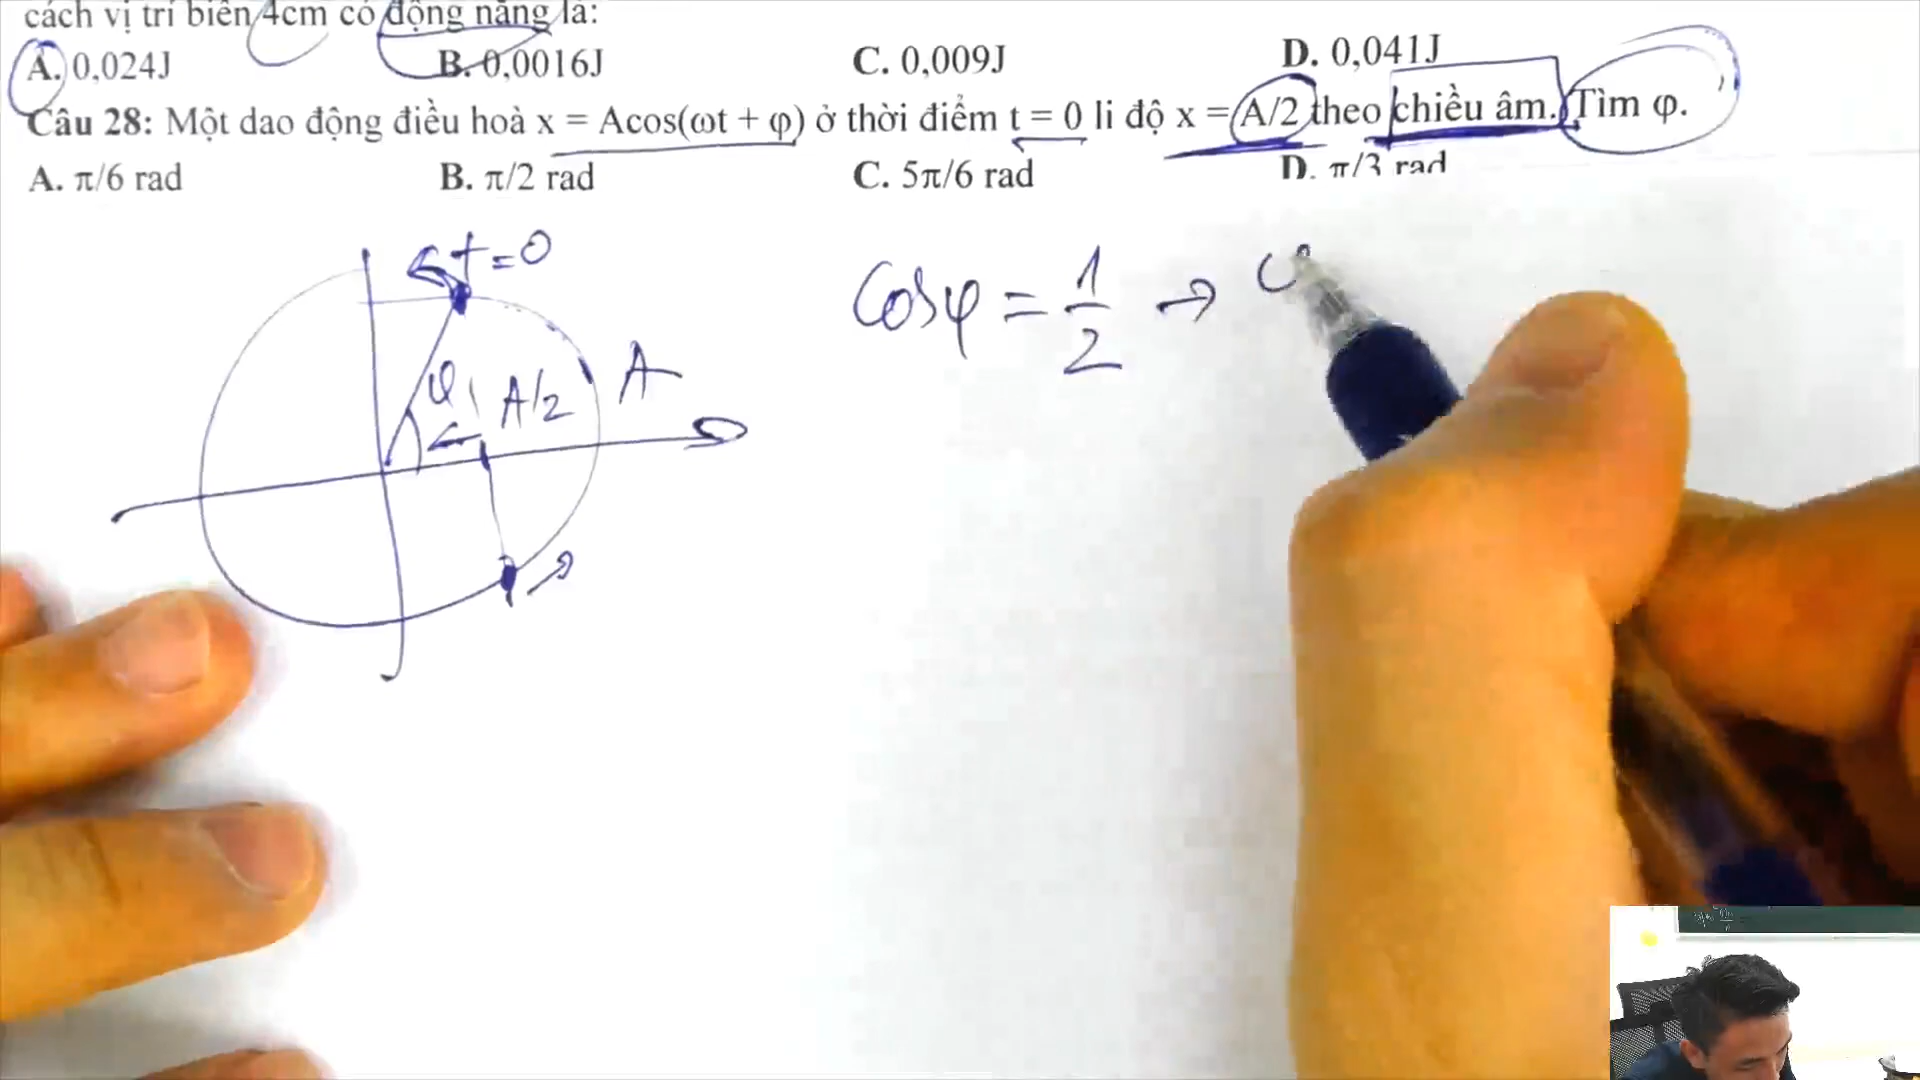 cách vị trí biên 4cm có động năng là:
A. 0,024J B. 0,0016J C. 0,009J D. 0,041J
Câu 28: Một dao động điều hoà x = Acos(ωt + φ) ở thời điểm t = 0 li độ x = A/2 theo chiều âm. Tìm φ.
A. π/6 rad B. π/2 rad C. 5π/6 rad D. π/3 rad
t=0
φ A/2 A
Cosφ = 1/2 →